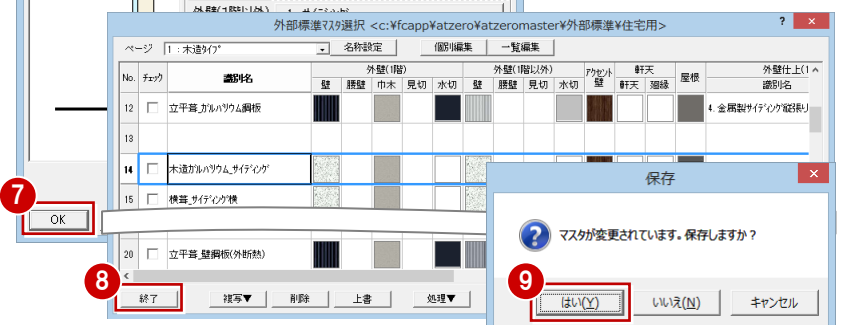 外壁(1階以外)
外部標準ﾏｽﾀ選択 <c:¥fcapp¥atzero¥atzeromaster¥外部標準¥住宅用>
? ×
ページ 1 : 木造ﾀｲﾌﾟ 名称設定 個別編集 一覧編集
No. ﾁｪｯｸ 識別名 外壁(1階) 外壁(1階以外) ｱｸｾﾝﾄ壁 軒天 屋根 外壁仕上(1
壁 腰壁 巾木 見切 水切 壁 腰壁 見切 水切 軒天 廻縁 識別名
12 立平葺_ｶﾞﾙﾊﾞﾘｳﾑ鋼板 4. 金属製ｻｲﾃﾞｨﾝｸﾞ縦張り
13
14 木造ｶﾞﾙﾊﾞﾘｳﾑ_ｻｲﾃﾞｨﾝｸﾞ
15 横葺_ｻｲﾃﾞｨﾝｸﾞ横
20 立平葺_壁鋼板(外断熱)
終了 複写▼ 削除 上書 処理▼
7
OK
8
保存
×
? マスタが変更されています。保存しますか？
9
はい(Y) いいえ(N) キャンセル